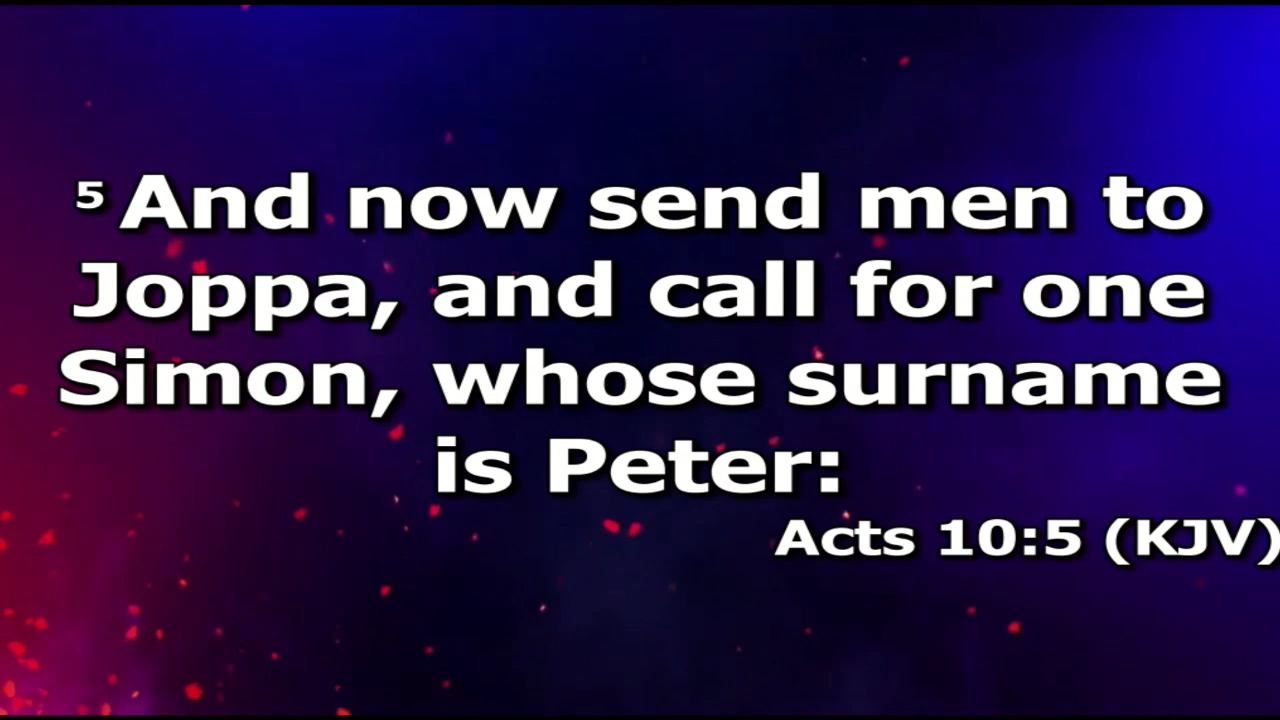 5 And now send men to
Joppa, and call for one
Simon, whose surname
is Peter:
Acts 10:5 (KJV)